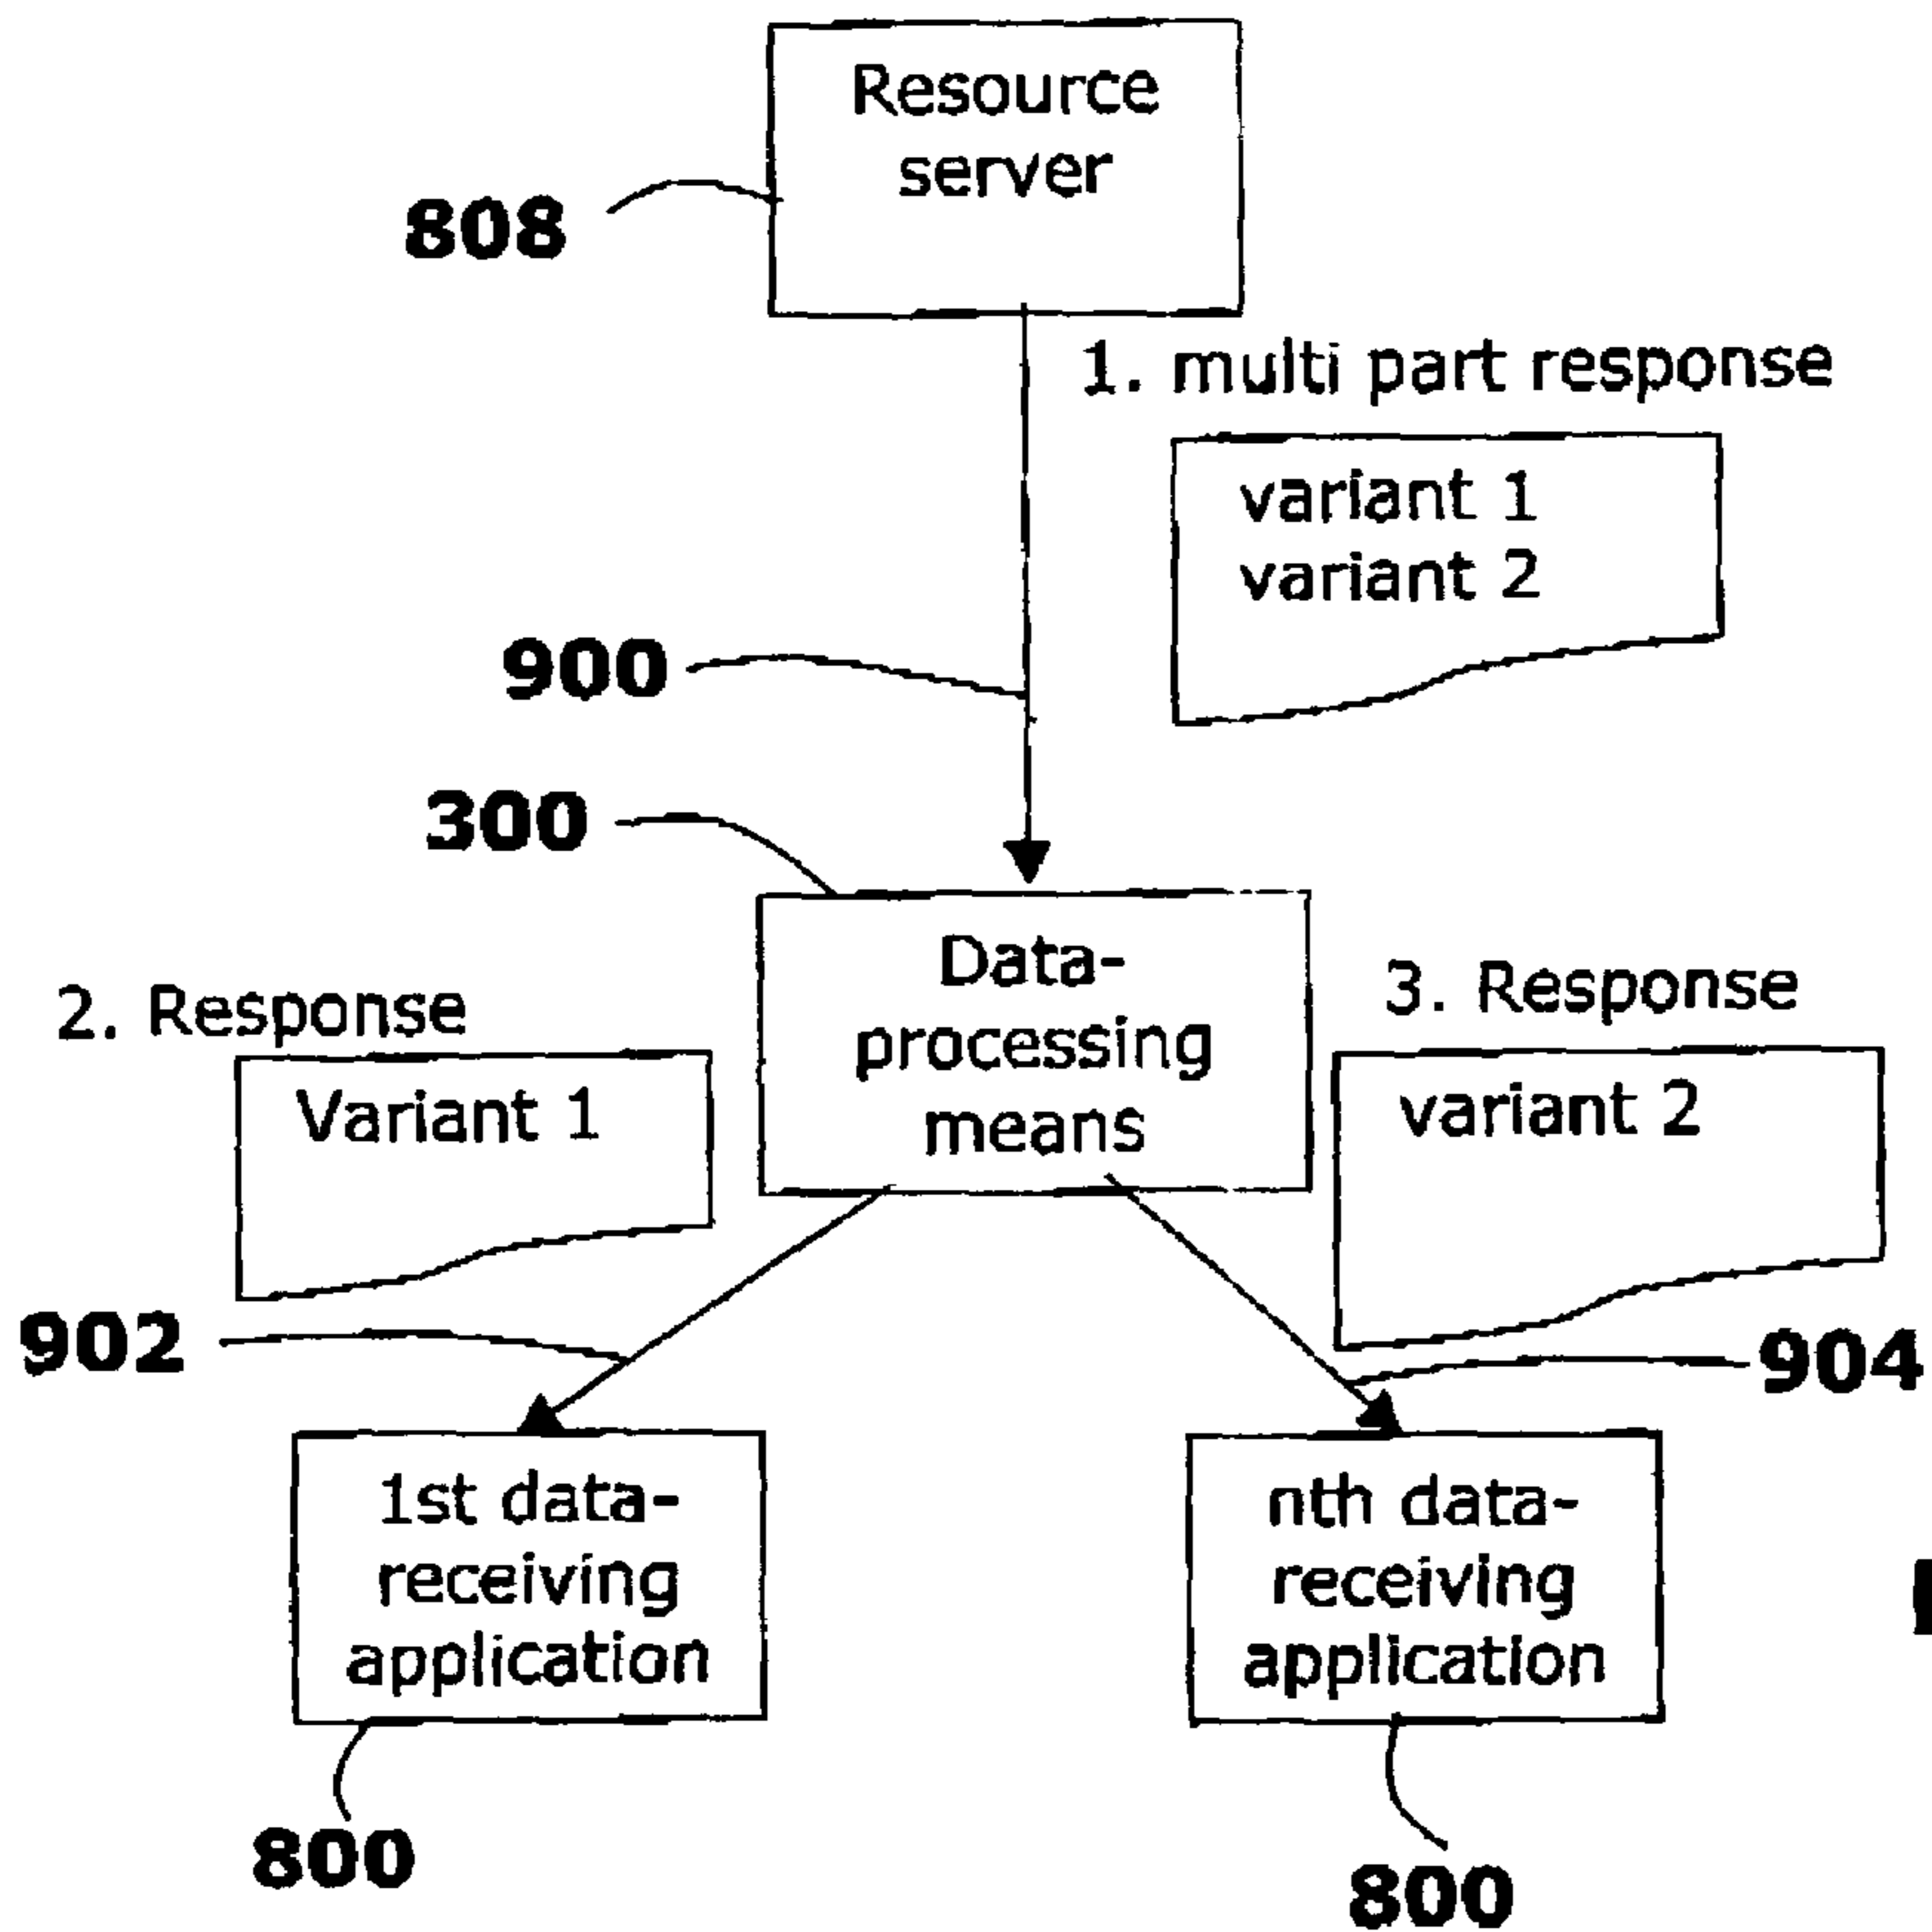 Resource
server
808
1. multi part response
variant 1
variant 2
900
300
Data-
processing
means
2. Response
Variant 1
3. Response
variant 2
902
904
1st data-
receiving
application
nth data-
receiving
application
800
800